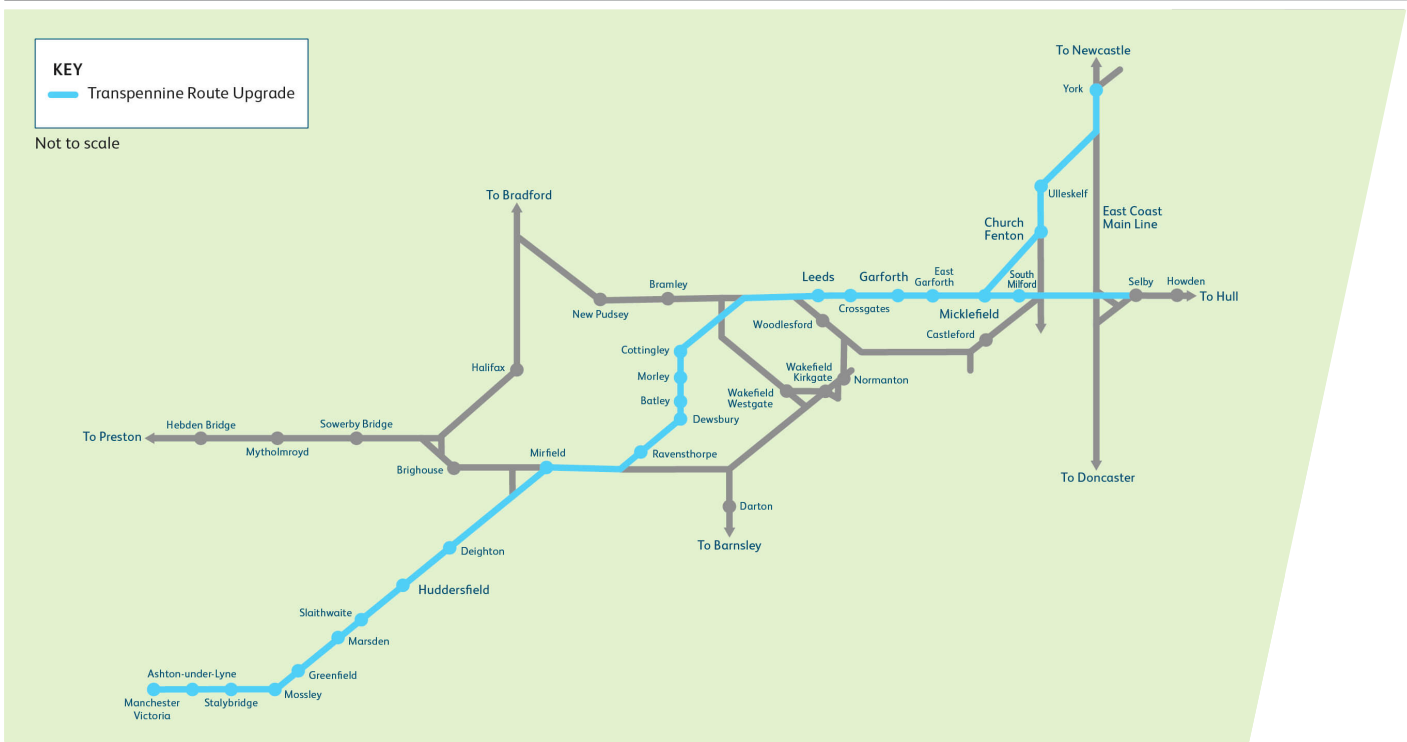 KEY
Transpennine Route Upgrade
Not to scale
To Newcastle
York
Ulleskelf
To Bradford
East Coast
Main Line
Church
Fenton
Leeds
Garforth
East
Garforth
South
Milford
Selby
Howden
To Hull
Bramley
New Pudsey
Crossgates
Micklefield
Woodlesford
Castleford
Cottingley
Halifax
Wakefield
Kirkgate
Morley
Normanton
Wakefield
Westgate
Batley
Dewsbury
Hebden Bridge
Sowerby Bridge
To Preston
Mytholmroyd
Mirfield
Ravensthorpe
Brighouse
To Doncaster
Darton
To Barnsley
Deighton
Huddersfield
Slaithwaite
Marsden
Ashton-under-Lyne
Greenfield
Mossley
Manchester
Victoria
Stalybridge